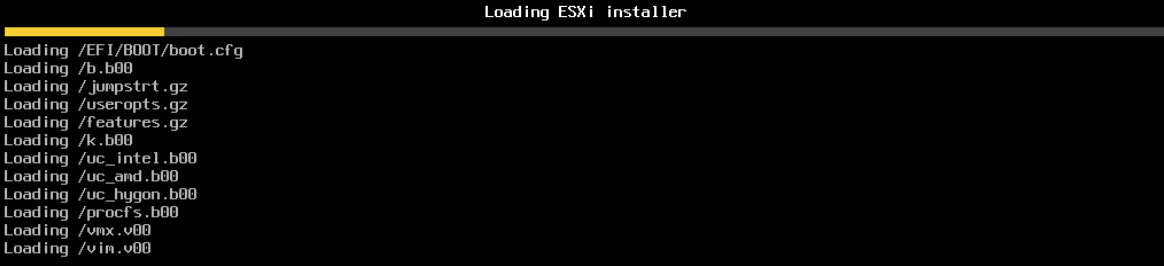 Loading ESXi installer
Loading /EFI/BOOT/boot.cfg
Loading /b.b00
Loading /jumpstrt.gz
Loading /useropts.gz
Loading /features.gz
Loading /k.b00
Loading /uc_intel.b00
Loading /uc_amd.b00
Loading /uc_hygon.b00
Loading /procfs.b00
Loading /vmx.v00
Loading /vim.v00